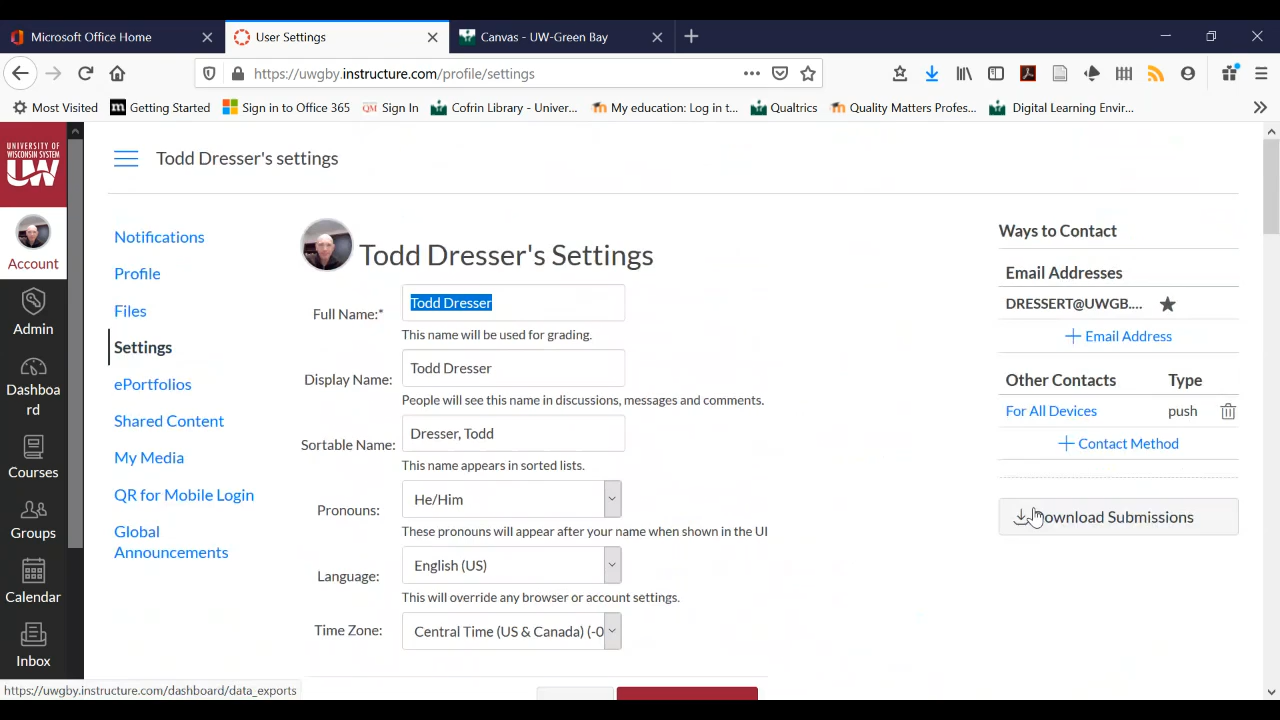 Microsoft Office Home
User Settings
Canvas - UW-Green Bay
https://uwgby.instructure.com/profile/settings
Most Visited
Getting Started
Sign in to Office 365
QM Sign In
Cofrin Library - Univer...
My education: Log in t...
Qualtrics
Quality Matters Profes...
Digital Learning Envir...
UNIVERSITY OF
WISCONSIN SYSTEM
UW
Account
Admin
Dashboa
rd
Courses
Groups
Calendar
Inbox
Todd Dresser's settings
Notifications
Profile
Files
Settings
ePortfolios
Shared Content
My Media
QR for Mobile Login
Global
Announcements
Todd Dresser's Settings
Full Name:* Todd Dresser
This name will be used for grading.
Display Name: Todd Dresser
People will see this name in discussions, messages and comments.
Sortable Name: Dresser, Todd
This name appears in sorted lists.
Pronouns: He/Him
These pronouns will appear after your name when shown in the UI
Language: English (US)
This will override any browser or account settings.
Time Zone: Central Time (US & Canada) (-0
Ways to Contact
Email Addresses
DRESSERT@UWGB....
Email Address
Other Contacts Type
For All Devices push
Contact Method
Download Submissions
https://uwgby.instructure.com/dashboard/data_exports